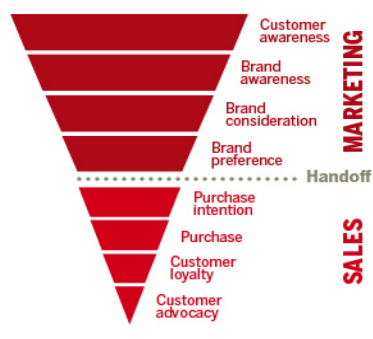 Customer
awareness
Brand
awareness
Brand
consideration
Brand
preference
MARKETING
Handoff
Purchase
intention
Purchase
Customer
loyalty
Customer
advocacy
SALES